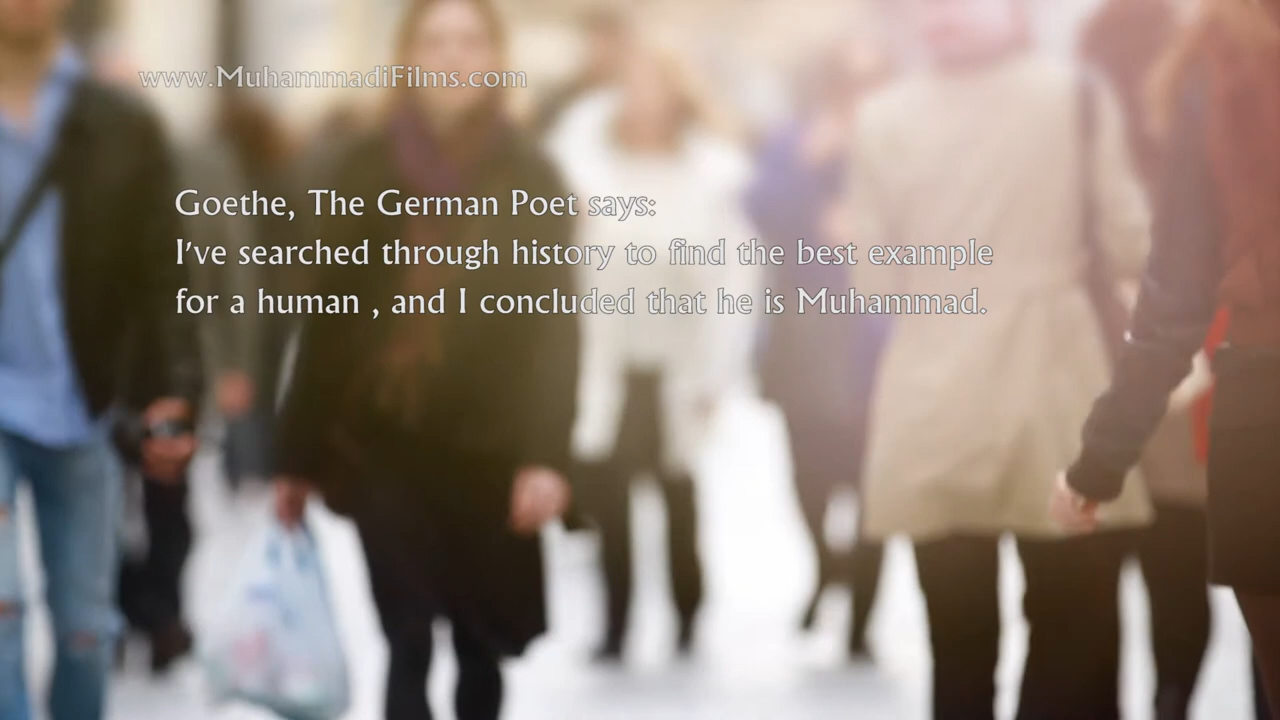 www.MuhammadiFilms.com
Goethe, The German Poet says:
I've searched through history to find the best example
for a human , and I concluded that he is Muhammad.